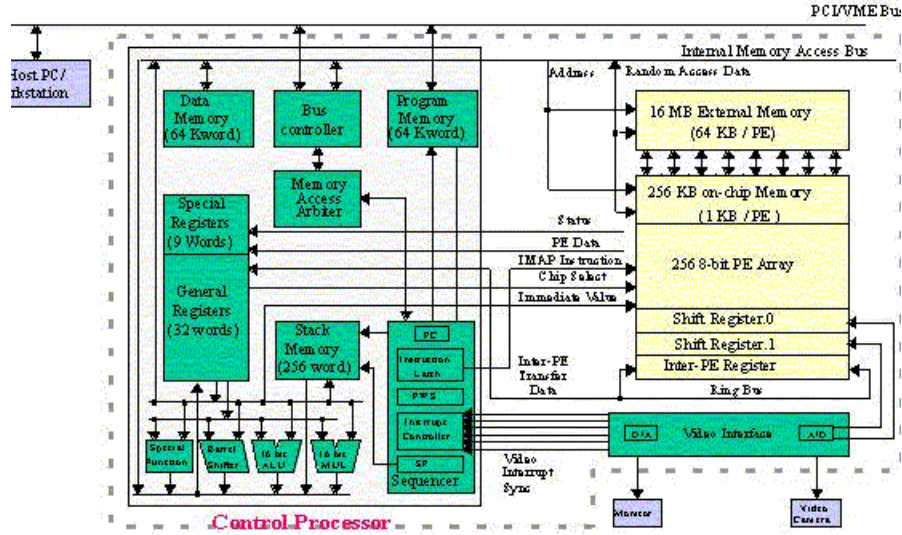 PCI/VME Bus
Internal Memory Access Bus
Host PC/
rkstation
Address
Random Access Data
Data
Memory
(64 Kword)
Bus
controller
Program
Memory
(64 Kword)
16 MB External Memory
(64 KB / PE)
Memory
Access
Arbiter
256 KB on-chip Memory
(1 KB / PE)
Special
Registers
(9 Words)
Status
PE Data
IMAP Instruction
Chip Select
Immediate Value
256 8-bit PE Array
General
Registers
(32 words)
Stack
Memory
(256 word)
PC
Instruction
Shift Register.0
Shift Register.1
Inter-PE Register
Inter-PE
Transfer
Data
Ring Bus
Interrupt
Controller
SP
Sequencer
Special
Function
Barrel
Shifter
16 bit
ALU
16 bit
MUL
D/A
Video Interface
A/D
Video
Interrupt
Sync
Monitor
Video
Camera
Control Processor